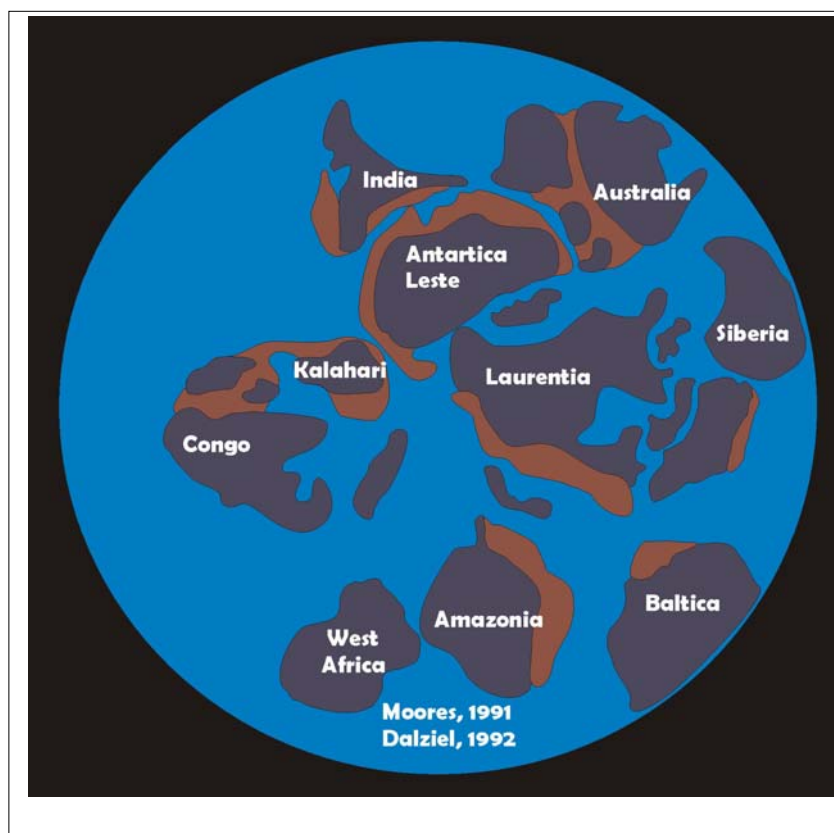 India
Australia
Antartica
Leste
Siberia
Kalahari
Laurentia
Congo
Baltica
Amazonia
West
Africa
Moores, 1991
Dalziel, 1992